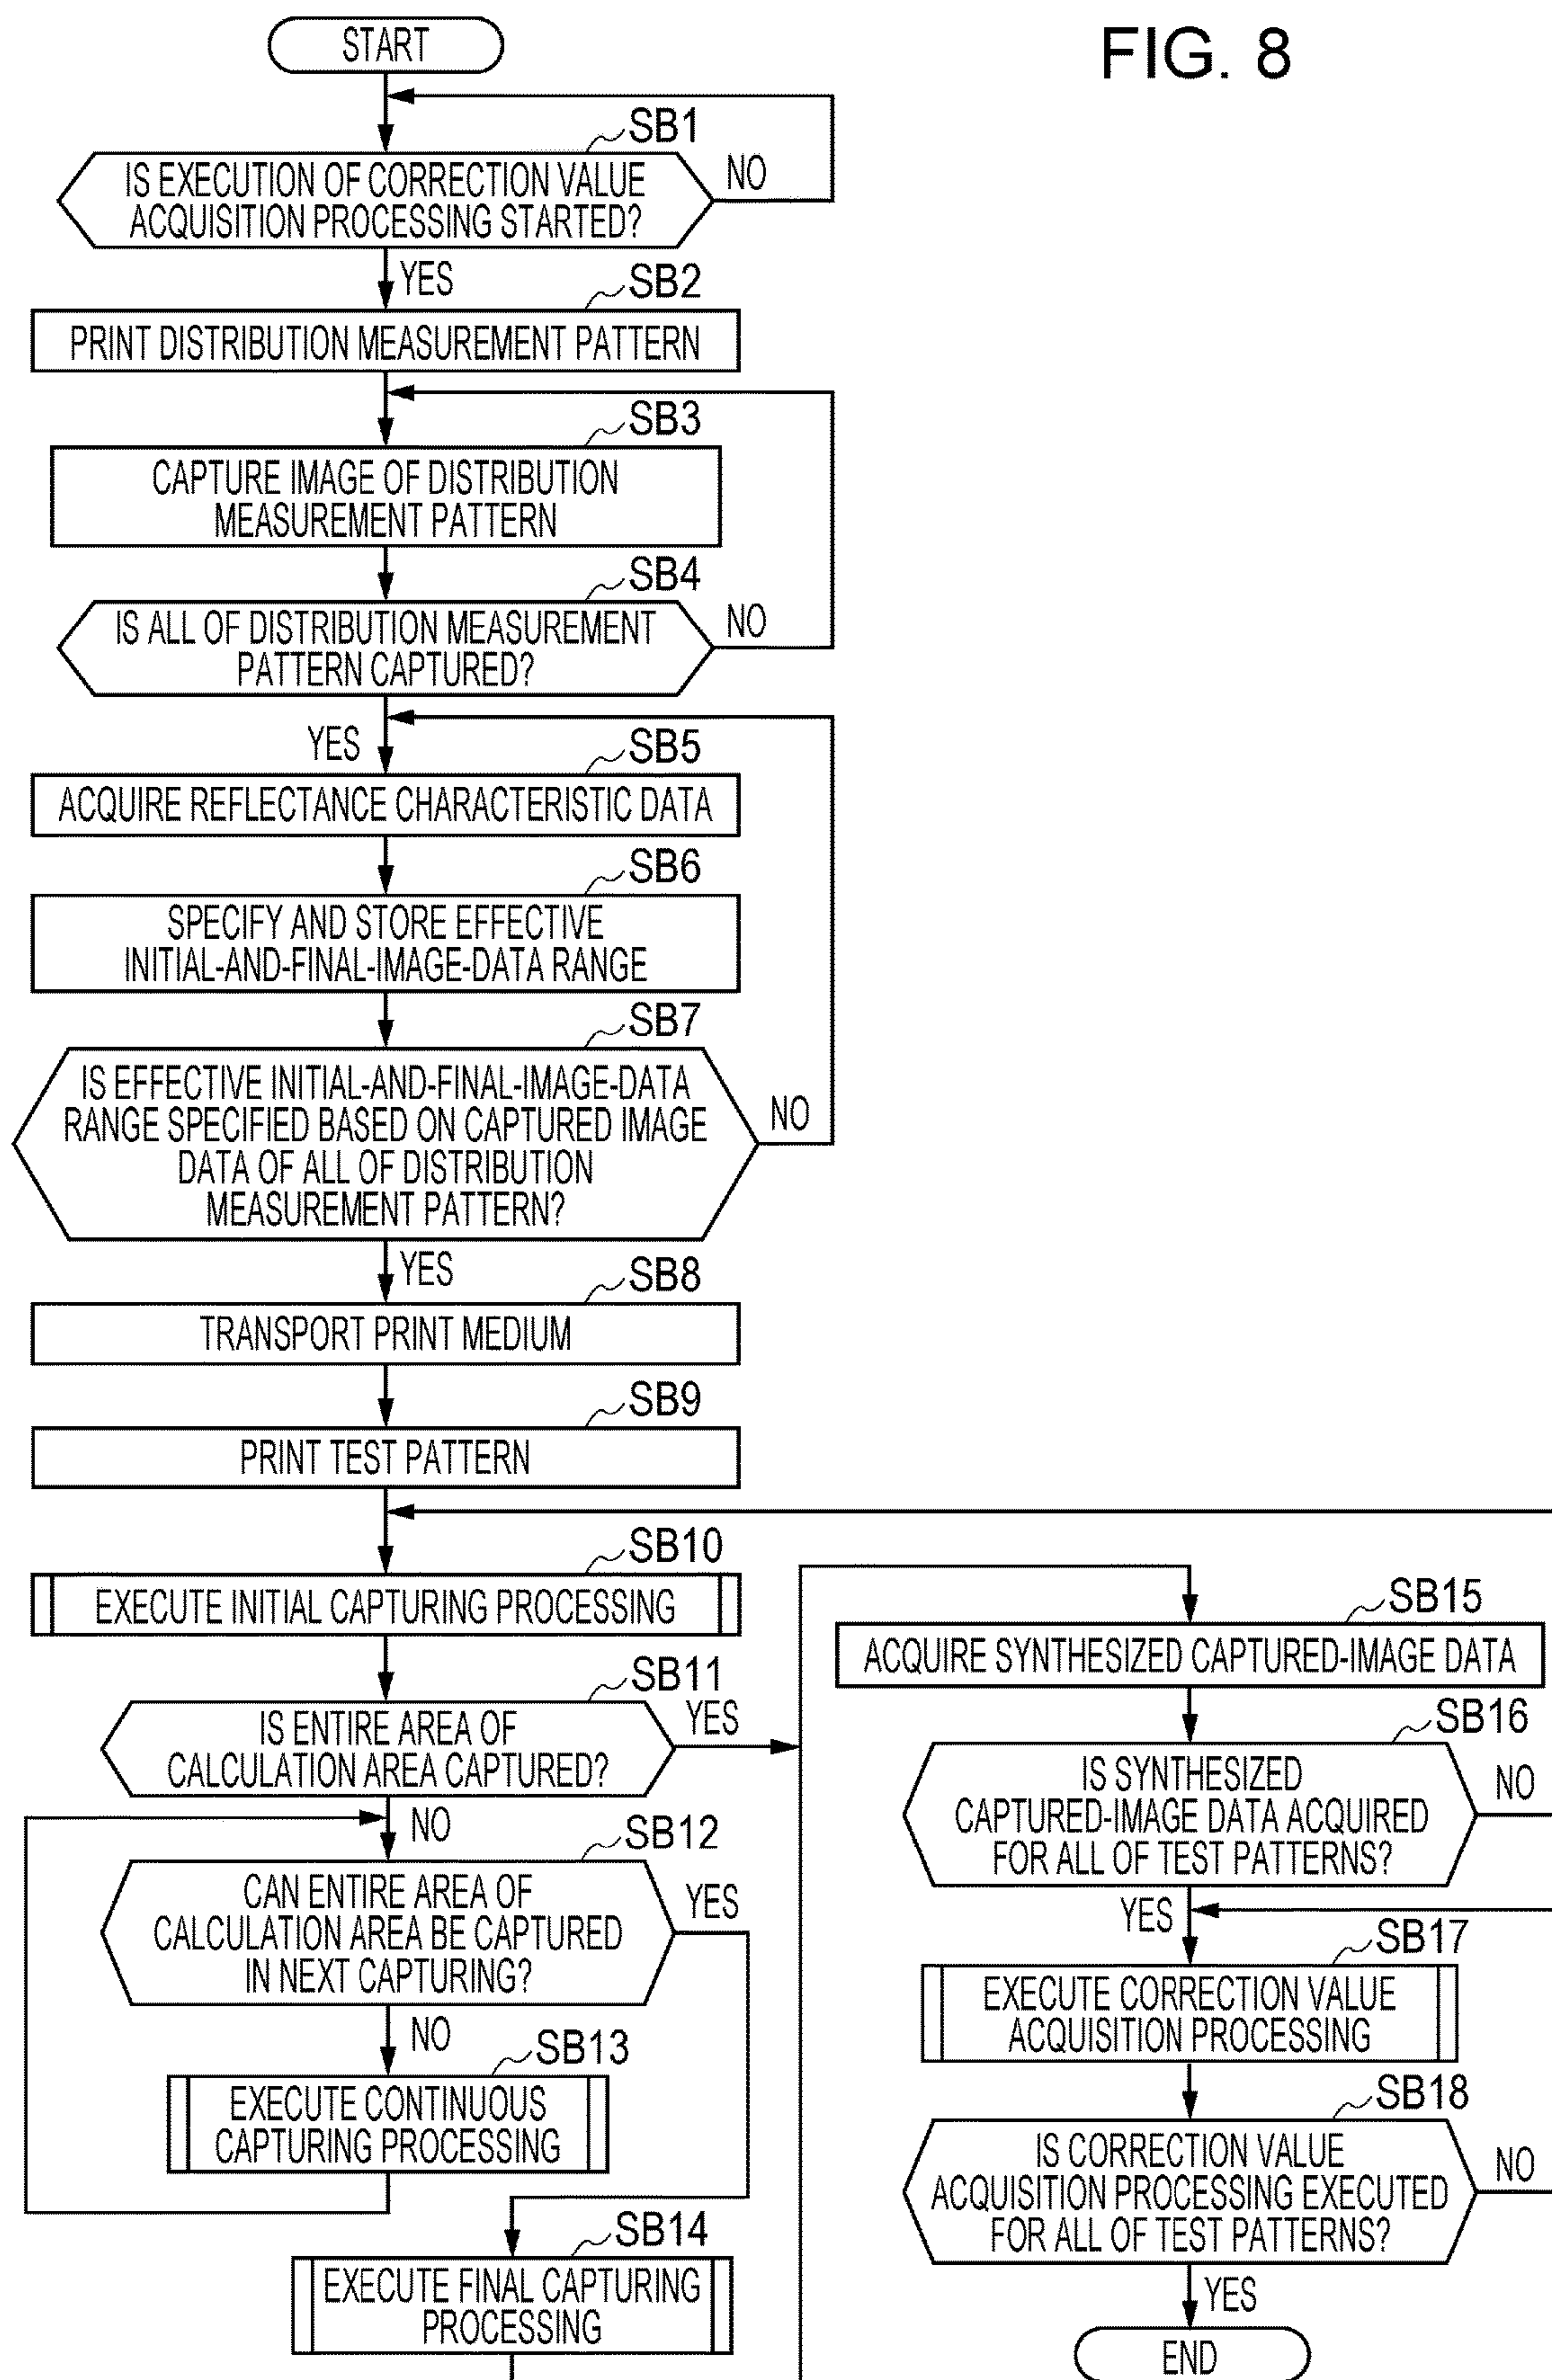 FIG. 8
START
SB1
IS EXECUTION OF CORRECTION VALUE
ACQUISITION PROCESSING STARTED?
NO
YES
SB2
PRINT DISTRIBUTION MEASUREMENT PATTERN
SB3
CAPTURE IMAGE OF DISTRIBUTION
MEASUREMENT PATTERN
SB4
IS ALL OF DISTRIBUTION MEASUREMENT
PATTERN CAPTURED?
NO
YES
SB5
ACQUIRE REFLECTANCE CHARACTERISTIC DATA
SB6
SPECIFY AND STORE EFFECTIVE
INITIAL-AND-FINAL-IMAGE-DATA RANGE
SB7
IS EFFECTIVE INITIAL-AND-FINAL-IMAGE-DATA
RANGE SPECIFIED BASED ON CAPTURED IMAGE
DATA OF ALL OF DISTRIBUTION
MEASUREMENT PATTERN?
NO
YES
SB8
TRANSPORT PRINT MEDIUM
SB9
PRINT TEST PATTERN
SB10
EXECUTE INITIAL CAPTURING PROCESSING
SB11
IS ENTIRE AREA OF
CALCULATION AREA CAPTURED?
YES
NO
SB12
CAN ENTIRE AREA OF
CALCULATION AREA BE CAPTURED
IN NEXT CAPTURING?
YES
NO
SB13
EXECUTE CONTINUOUS
CAPTURING PROCESSING
SB14
EXECUTE FINAL CAPTURING
PROCESSING
SB15
ACQUIRE SYNTHESIZED CAPTURED-IMAGE DATA
SB16
IS SYNTHESIZED
CAPTURED-IMAGE DATA ACQUIRED
FOR ALL OF TEST PATTERNS?
NO
YES
SB17
EXECUTE CORRECTION VALUE
ACQUISITION PROCESSING
SB18
IS CORRECTION VALUE
ACQUISITION PROCESSING EXECUTED
FOR ALL OF TEST PATTERNS?
NO
YES
END